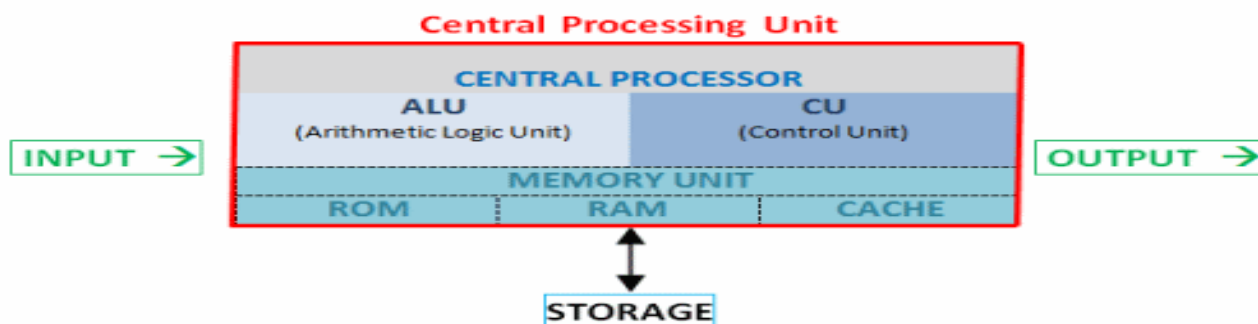 Central Processing Unit
CENTRAL PROCESSOR
ALU
(Arithmetic Logic Unit)
CU
(Control Unit)
INPUT →
OUTPUT →
MEMORY UNIT
ROM
RAM
CACHE
STORAGE